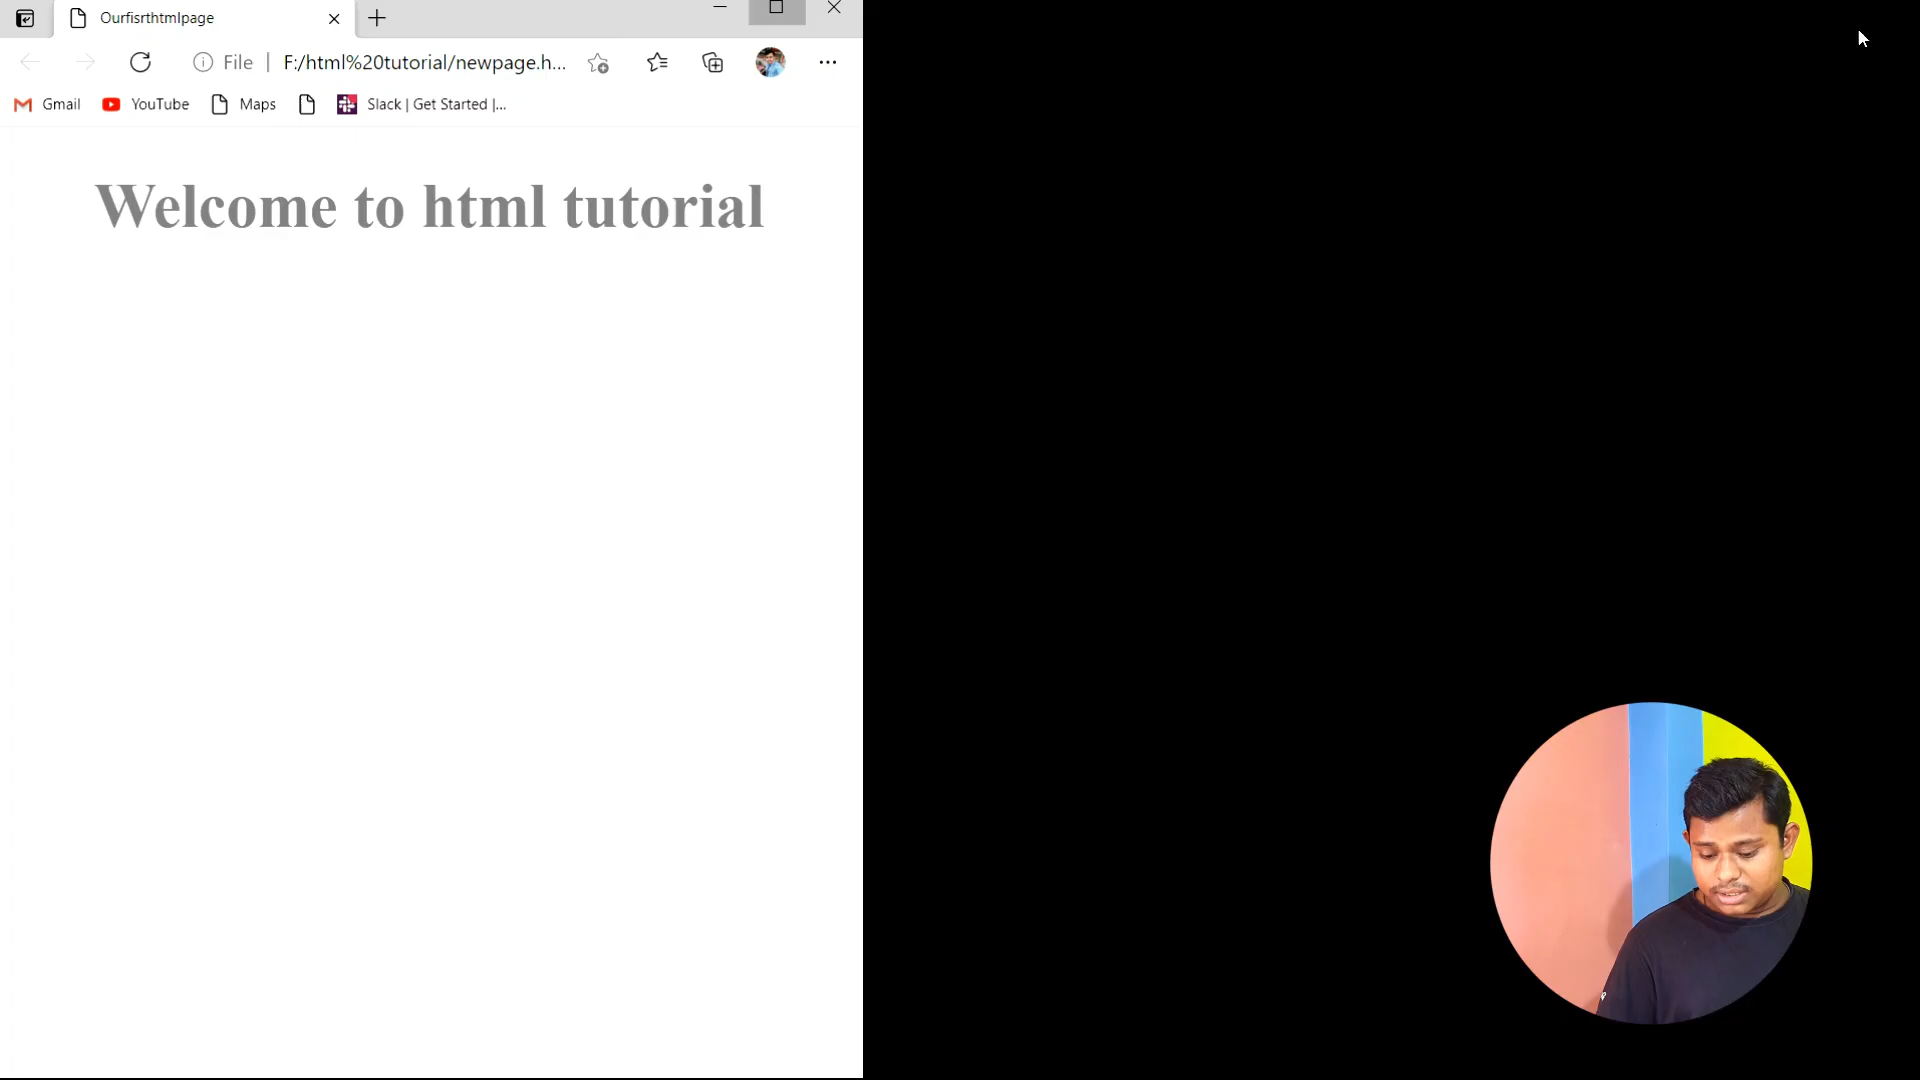 Ourfisrthtmlpage
File | F:/html%20tutorial/newpage.h...
Gmail YouTube Maps Slack | Get Started |...
Welcome to html tutorial